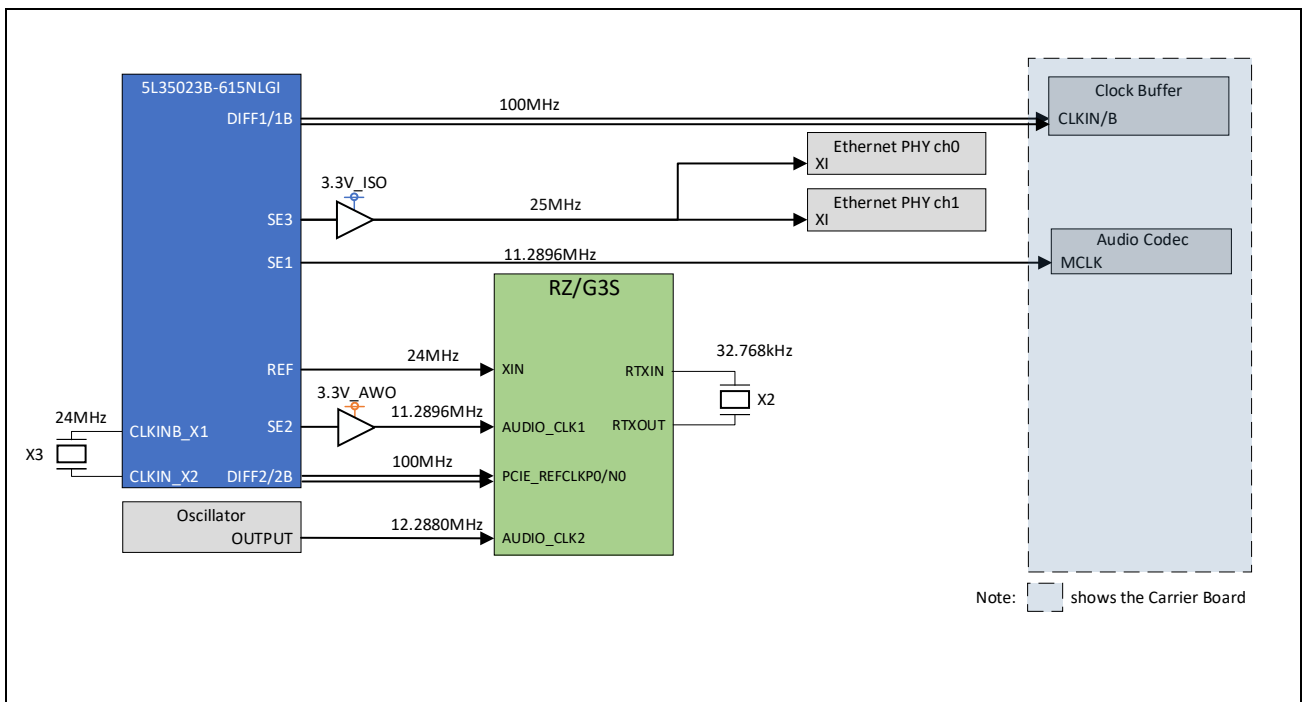 5L35023B-615NLGI
DIFF1/1B
100MHz
Clock Buffer
CLKIN/B
Ethernet PHY ch0
XI
3.3V_ISO
SE3
25MHz
Ethernet PHY ch1
XI
SE1
11.2896MHz
Audio Codec
MCLK
RZ/G3S
REF
24MHz
XIN
RTXIN
32.768kHz
X2
3.3V_AWO
SE2
11.2896MHz
AUDIO_CLK1
RTXOUT
24MHz
X3
CLKINB_X1
CLKIN_X2
DIFF2/2B
100MHz
PCIE_REFCLKP0/N0
Oscillator
OUTPUT
12.2880MHz
AUDIO_CLK2
Note: shows the Carrier Board